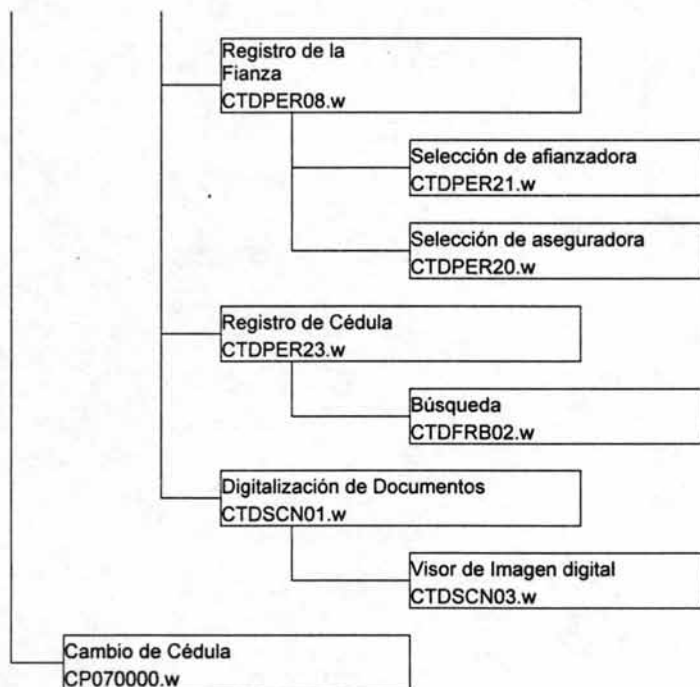 Registro de la
Fianza
CTDPER08.w
Selección de afianzadora
CTDPER21.w
Selección de aseguradora
CTDPER20.w
Registro de Cédula
CTDPER23.w
Búsqueda
CTDFRB02.w
Digitalización de Documentos
CTDSCN01.w
Visor de Imagen digital
CTDSCN03.w
Cambio de Cédula
CP070000.w